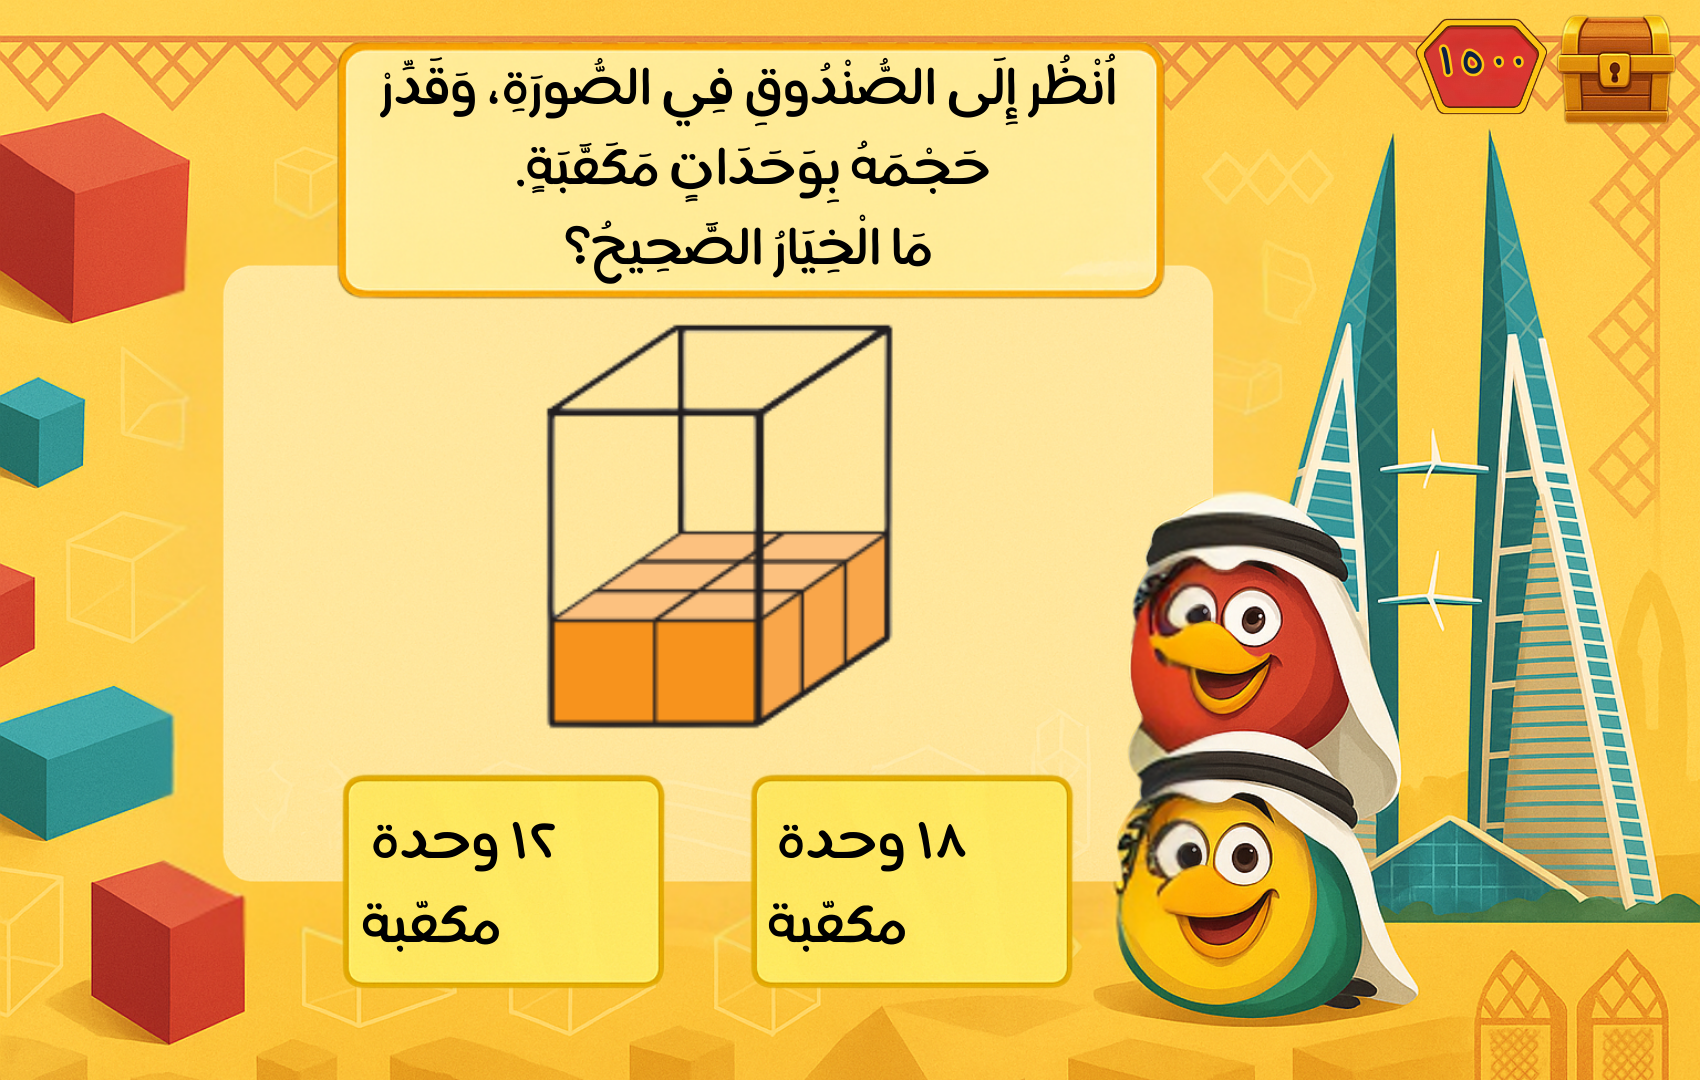 ١٥٠٠
اُنْظُر إِلَى الصُّنْدُوقِ فِي الصُّورَةِ، وَقَدِّرْ
حَجْمَهُ بِوَحَدَاتٍ مَكَعَّبَةٍ.
مَا الْخِيَارُ الصَّحِيحُ؟
١٨ وحدة
مكعّبة
١٢ وحدة
مكعّبة